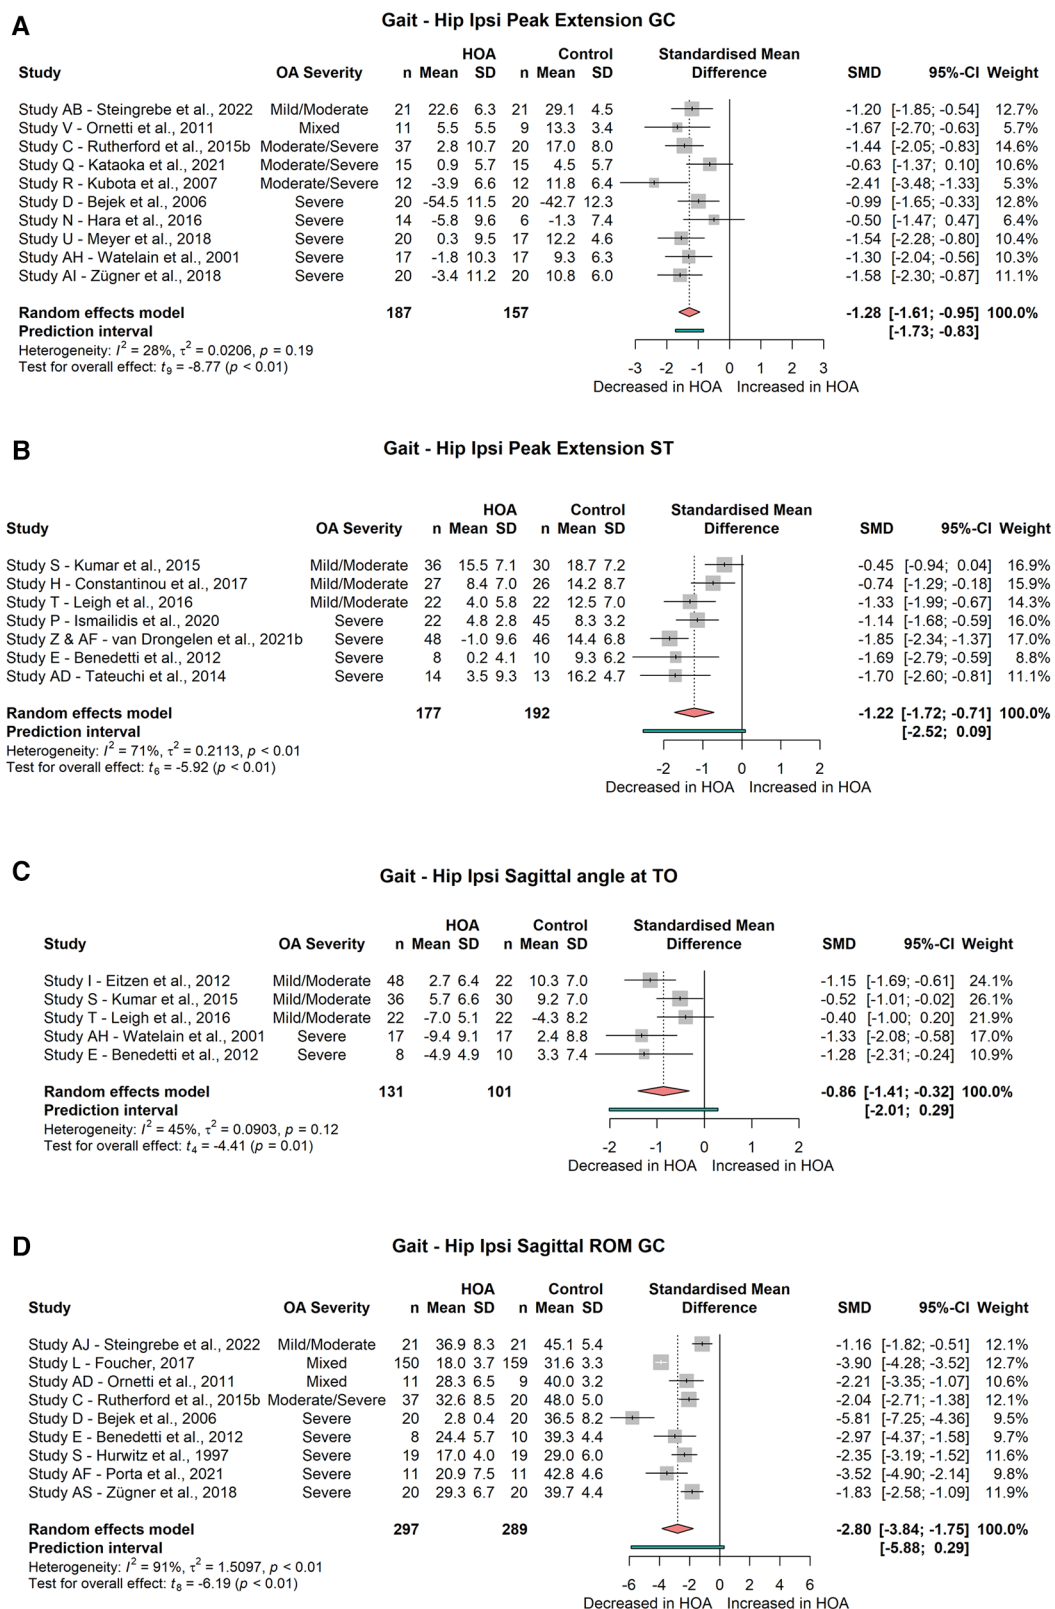 A
Gait - Hip Ipsi Peak Extension GC
HOA Control Standardised Mean
Study OA Severity n Mean SD n Mean SD Difference SMD 95%-CI Weight
Study AB - Steingrebe et al., 2022 Mild/Moderate 21 22.6 6.3 21 29.1 4.5 -1.20 [-1.85; -0.54] 12.7%
Study V - Ornetti et al., 2011 Mixed 11 5.5 5.5 9 13.3 3.4 -1.67 [-2.70; -0.63] 5.7%
Study C - Rutherford et al., 2015b Moderate/Severe 37 2.8 10.7 20 17.0 8.0 -1.44 [-2.05; -0.83] 14.6%
Study Q - Kataoka et al., 2021 Moderate/Severe 15 0.9 5.7 15 4.5 5.7 -0.63 [-1.37; 0.10] 10.6%
Study R - Kubota et al., 2007 Moderate/Severe 12 -3.9 6.6 12 11.8 6.4 -2.41 [-3.48; -1.33] 5.3%
Study D - Bejek et al., 2006 Severe 20 -54.5 11.5 20 -42.7 12.3 -0.99 [-1.65; -0.33] 12.8%
Study N - Hara et al., 2016 Severe 14 -5.8 9.6 6 -1.3 7.4 -0.50 [-1.47; 0.47] 6.4%
Study U - Meyer et al., 2018 Severe 20 0.3 9.5 17 12.2 4.6 -1.54 [-2.28; -0.80] 10.4%
Study AH - Watelain et al., 2001 Severe 17 -1.8 10.3 17 9.3 6.3 -1.30 [-2.04; -0.56] 10.3%
Study AI - Zügner et al., 2018 Severe 20 -3.4 11.2 20 10.8 6.0 -1.58 [-2.30; -0.87] 11.1%
Random effects model 187 157 -1.28 [-1.61; -0.95] 100.0%
Prediction interval [-1.73; -0.83]
Heterogeneity: I² = 28%, τ² = 0.0206, p = 0.19
Test for overall effect: t₉ = -8.77 (p < 0.01)
-3 -2 -1 0 1 2 3
Decreased in HOA Increased in HOA
B
Gait - Hip Ipsi Peak Extension ST
HOA Control Standardised Mean
Study OA Severity n Mean SD n Mean SD Difference SMD 95%-CI Weight
Study S - Kumar et al., 2015 Mild/Moderate 36 15.5 7.1 30 18.7 7.2 -0.45 [-0.94; 0.04] 16.9%
Study H - Constantinou et al., 2017 Mild/Moderate 27 8.4 7.0 26 14.2 8.7 -0.74 [-1.29; -0.18] 15.9%
Study T - Leigh et al., 2016 Mild/Moderate 22 4.0 5.8 22 12.5 7.0 -1.33 [-1.99; -0.67] 14.3%
Study P - Ismailidis et al., 2020 Severe 22 4.8 2.8 45 8.3 3.2 -1.14 [-1.68; -0.59] 16.0%
Study Z & AF - van Drongelen et al., 2021b Severe 48 -1.0 9.6 46 14.4 6.8 -1.85 [-2.34; -1.37] 17.0%
Study E - Benedetti et al., 2012 Severe 8 0.2 4.1 10 9.3 6.2 -1.69 [-2.79; -0.59] 8.8%
Study AD - Tateuchi et al., 2014 Severe 14 3.5 9.3 13 16.2 4.7 -1.70 [-2.60; -0.81] 11.1%
Random effects model 177 192 -1.22 [-1.72; -0.71] 100.0%
Prediction interval [-2.52; 0.09]
Heterogeneity: I² = 71%, τ² = 0.2113, p < 0.01
Test for overall effect: t₆ = -5.92 (p < 0.01)
-2 -1 0 1 2
Decreased in HOA Increased in HOA
C
Gait - Hip Ipsi Sagittal angle at TO
HOA Control Standardised Mean
Study OA Severity n Mean SD n Mean SD Difference SMD 95%-CI Weight
Study I - Eitzen et al., 2012 Mild/Moderate 48 2.7 6.4 22 10.3 7.0 -1.15 [-1.69; -0.61] 24.1%
Study S - Kumar et al., 2015 Mild/Moderate 36 5.7 6.6 30 9.2 7.0 -0.52 [-1.01; -0.02] 26.1%
Study T - Leigh et al., 2016 Mild/Moderate 22 -7.0 5.1 22 -4.3 8.2 -0.40 [-1.00; 0.20] 21.9%
Study AH - Watelain et al., 2001 Severe 17 -9.4 9.1 17 2.4 8.8 -1.33 [-2.08; -0.58] 17.0%
Study E - Benedetti et al., 2012 Severe 8 -4.9 4.9 10 3.3 7.4 -1.28 [-2.31; -0.24] 10.9%
Random effects model 131 101 -0.86 [-1.41; -0.32] 100.0%
Prediction interval [-2.01; 0.29]
Heterogeneity: I² = 45%, τ² = 0.0903, p = 0.12
Test for overall effect: t₄ = -4.41 (p = 0.01)
-2 -1 0 1 2
Decreased in HOA Increased in HOA
D
Gait - Hip Ipsi Sagittal ROM GC
HOA Control Standardised Mean
Study OA Severity n Mean SD n Mean SD Difference SMD 95%-CI Weight
Study AJ - Steingrebe et al., 2022 Mild/Moderate 21 36.9 8.3 21 45.1 5.4 -1.16 [-1.82; -0.51] 12.1%
Study L - Foucher, 2017 Mixed 150 18.0 3.7 159 31.6 3.3 -3.90 [-4.28; -3.52] 12.7%
Study AD - Ornetti et al., 2011 Mixed 11 28.3 6.5 9 40.0 3.2 -2.21 [-3.35; -1.07] 10.6%
Study C - Rutherford et al., 2015b Moderate/Severe 37 32.6 8.5 20 48.0 5.0 -2.04 [-2.71; -1.38] 12.1%
Study D - Bejek et al., 2006 Severe 20 2.8 0.4 20 36.5 8.2 -5.81 [-7.25; -4.36] 9.5%
Study E - Benedetti et al., 2012 Severe 8 24.4 5.7 10 39.3 4.4 -2.97 [-4.37; -1.58] 9.7%
Study S - Hurwitz et al., 1997 Severe 19 17.0 4.0 19 29.0 6.0 -2.35 [-3.19; -1.52] 11.6%
Study AF - Porta et al., 2021 Severe 11 20.9 7.5 11 42.8 4.6 -3.52 [-4.90; -2.14] 9.8%
Study AS - Zügner et al., 2018 Severe 20 29.3 6.7 20 39.7 4.4 -1.83 [-2.58; -1.09] 11.9%
Random effects model 297 289 -2.80 [-3.84; -1.75] 100.0%
Prediction interval [-5.88; 0.29]
Heterogeneity: I² = 91%, τ² = 1.5097, p < 0.01
Test for overall effect: t₈ = -6.19 (p < 0.01)
-6 -4 -2 0 2 4 6
Decreased in HOA Increased in HOA